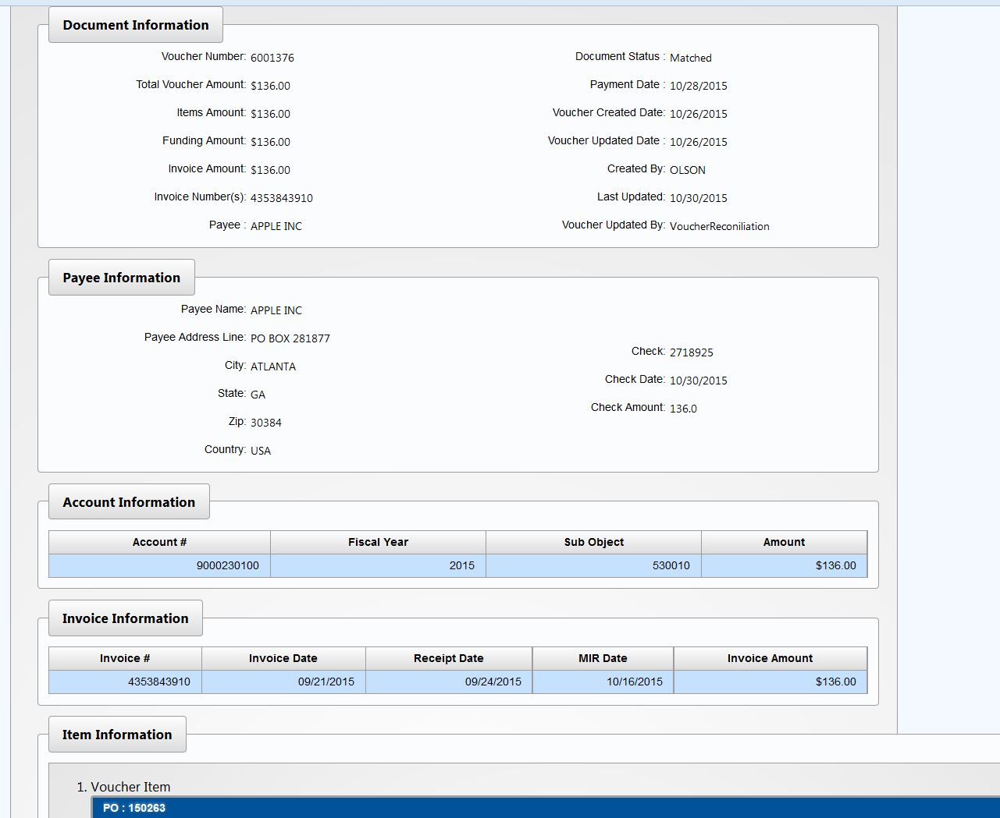 Document Information
Voucher Number: 6001376 Document Status : Matched
Total Voucher Amount: $136.00 Payment Date : 10/28/2015
Items Amount: $136.00 Voucher Created Date: 10/26/2015
Funding Amount: $136.00 Voucher Updated Date : 10/26/2015
Invoice Amount: $136.00 Created By: OLSON
Invoice Number(s): 4353843910 Last Updated: 10/30/2015
Payee : APPLE INC Voucher Updated By: VoucherReconiliation
Payee Information
Payee Name: APPLE INC
Payee Address Line: PO BOX 281877
Check: 2718925
City: ATLANTA
Check Date: 10/30/2015
State: GA
Check Amount: 136.0
Zip: 30384
Country: USA
Account Information
Account # Fiscal Year Sub Object Amount
9000230100 2015 530010 $136.00
Invoice Information
Invoice # Invoice Date Receipt Date MIR Date Invoice Amount
4353843910 09/21/2015 09/24/2015 10/16/2015 $136.00
Item Information
1. Voucher Item
PO : 150263